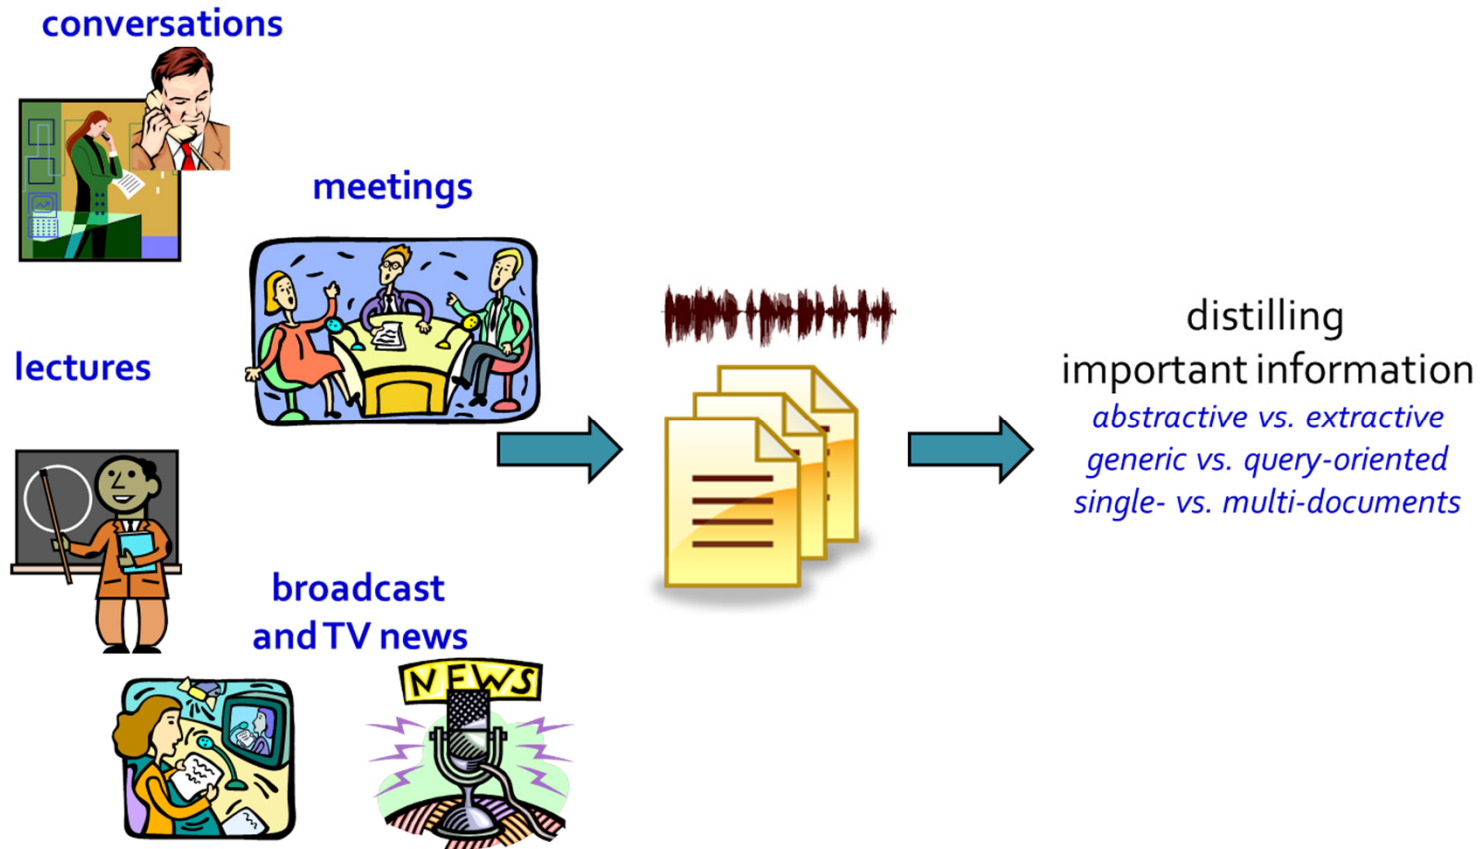 conversations
meetings
lectures
broadcast
and TV news
NEWS
distilling
important information
abstractive vs. extractive
generic vs. query-oriented
single- vs. multi-documents